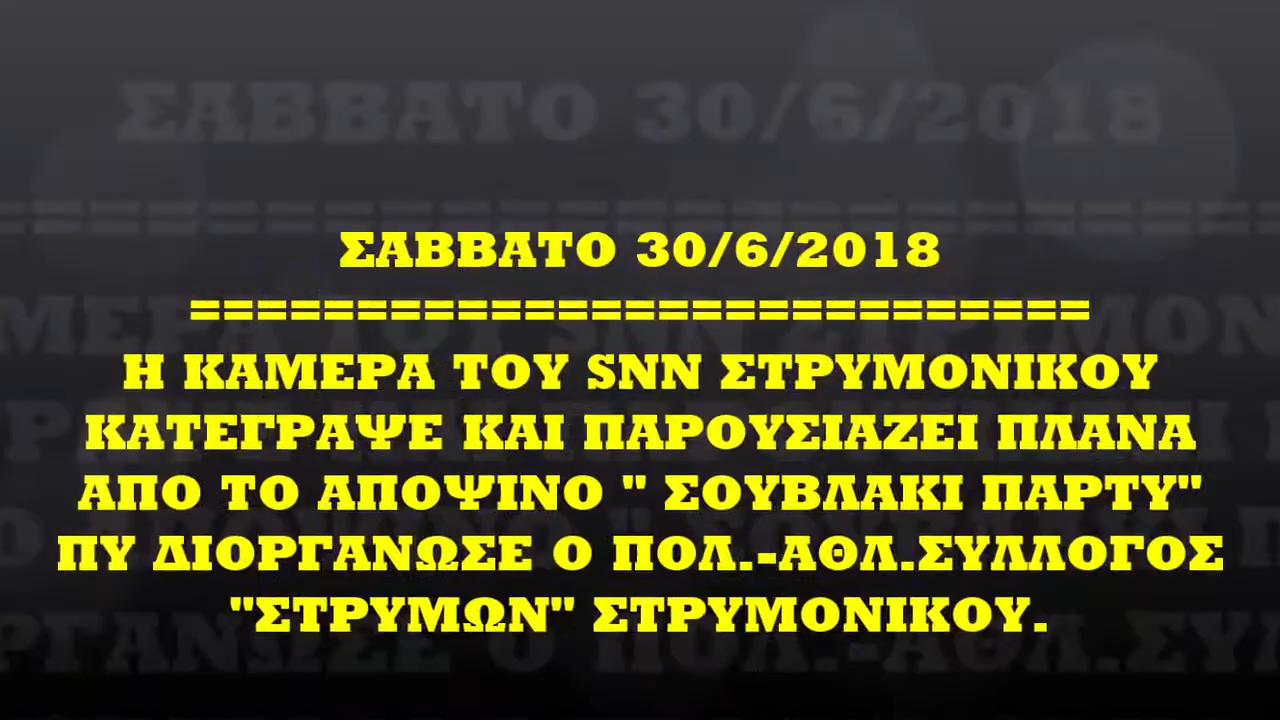 ΣΑΒΒΑΤΟ 30/6/2018
===========================
Η ΚΑΜΕΡΑ ΤΟΥ SNN ΣΤΡΥΜΟΝΙΚΟΥ
ΚΑΤΕΓΡΑΨΕ ΚΑΙ ΠΑΡΟΥΣΙΑΖΕΙ ΠΛΑΝΑ
ΑΠΟ ΤΟ ΑΠΟΨΙΝΟ " ΣΟΥΒΛΑΚΙ ΠΑΡΤΥ"
ΠΥ ΔΙΟΡΓΑΝΩΣΕ Ο ΠΟΛ.-ΑΘΛ.ΣΥΛΛΟΓΟΣ
"ΣΤΡΥΜΩΝ" ΣΤΡΥΜΟΝΙΚΟΥ.